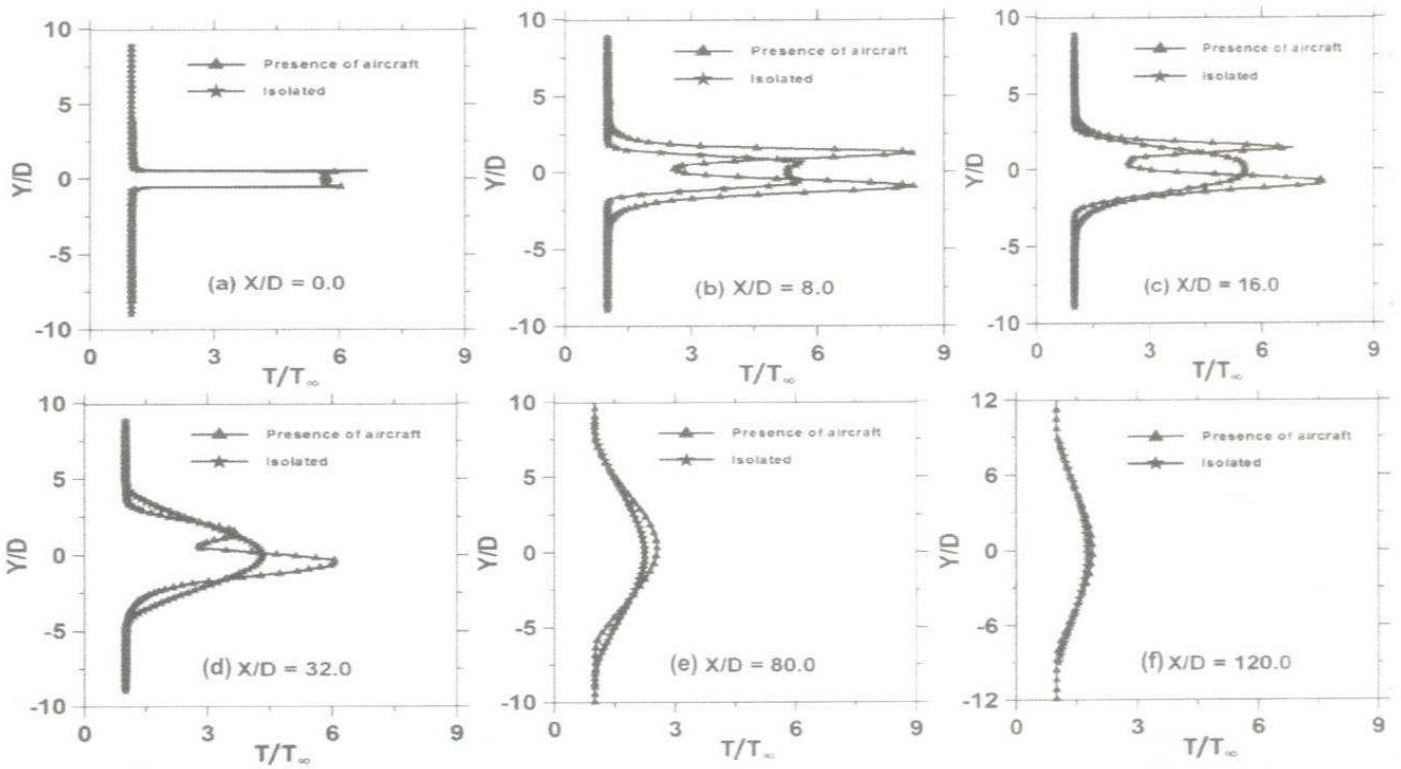 10
5
0
-5
-10
Y/D
Presence of aircraft
Isolated
(a) X/D = 0.0
0 3 6 9
T/T∞
10
5
0
-5
-10
Y/D
Presence of aircraft
Isolated
(b) X/D = 8.0
0 3 6 9
T/T∞
10
5
0
-5
-10
Y/D
Presence of aircraft
Isolated
(c) X/D = 16.0
0 3 6 9
T/T∞
10
5
0
-5
-10
Y/D
Presence of aircraft
Isolated
(d) X/D = 32.0
0 3 6 9
T/T∞
10
5
0
-5
-10
Y/D
Presence of aircraft
Isolated
(e) X/D = 80.0
0 3 6 9
T/T∞
12
6
0
-6
-12
Y/D
Presence of aircraft
Isolated
(f) X/D = 120.0
0 3 6 9
T/T∞